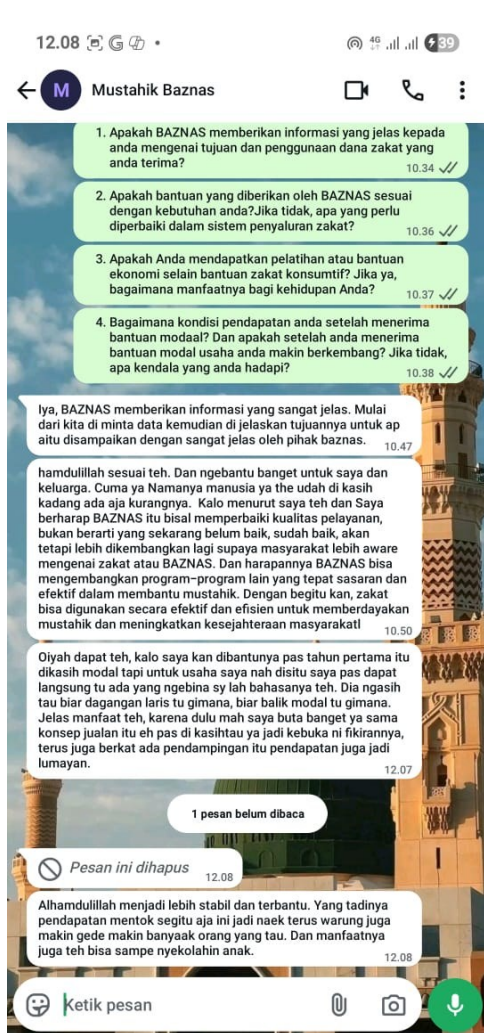 12.08
4G
39
M
Mustahik Baznas
1. Apakah BAZNAS memberikan informasi yang jelas kepada
anda mengenai tujuan dan penggunaan dana zakat yang
anda terima?
10.34
2. Apakah bantuan yang diberikan oleh BAZNAS sesuai
dengan kebutuhan anda?Jika tidak, apa yang perlu
diperbaiki dalam sistem penyaluran zakat?
10.36
3. Apakah Anda mendapatkan pelatihan atau bantuan
ekonomi selain bantuan zakat konsumtif? Jika ya,
bagaimana manfaatnya bagi kehidupan Anda?
10.37
4. Bagaimana kondisi pendapatan anda setelah menerima
bantuan modaal? Dan apakah setelah anda menerima
bantuan modal usaha anda makin berkembang? Jika tidak,
apa kendala yang anda hadapi?
10.38
Iya, BAZNAS memberikan informasi yang sangat jelas. Mulai
dari kita di minta data kemudian di jelaskan tujuannya untuk ap
aitu disampaikan dengan sangat jelas oleh pihak baznas.
10.47
hamdulillah sesuai teh. Dan ngebantu banget untuk saya dan
keluarga. Cuma ya Namanya manusia ya the udah di kasih
kadang ada aja kurangnya. Kalo menurut saya teh dan Saya
berharap BAZNAS itu bisal memperbaiki kualitas pelayanan,
bukan berarti yang sekarang belum baik, sudah baik, akan
tetapi lebih dikembangkan lagi supaya masyarakat lebih aware
mengenai zakat atau BAZNAS. Dan harapannya BAZNAS bisa
mengembangkan program-program lain yang tepat sasaran dan
efektif dalam membantu mustahik. Dengan begitu kan, zakat
bisa digunakan secara efektif dan efisien untuk memberdayakan
mustahik dan meningkatkan kesejahteraan masyarakatl
10.50
Oiyah dapat teh, kalo saya kan dibantunya pas tahun pertama itu
dikasih modal tapi untuk usaha saya nah disitu saya pas dapat
langsung tu ada yang ngebina sy lah bahasanya teh. Dia ngasih
tau biar dagangan laris tu gimana, biar balik modal tu gimana.
Jelas manfaat teh, karena dulu mah saya buta banget ya sama
konsep jualan itu eh pas di kasihtau ya jadi kebuka ni fikirannya,
terus juga berkat ada pendampingan itu pendapatan juga jadi
lumayan.
12.07
1 pesan belum dibaca
Pesan ini dihapus
12.08
Alhamdulillah menjadi lebih stabil dan terbantu. Yang tadinya
pendapatan mentok segitu aja ini jadi naek terus warung juga
makin gede makin banyaak orang yang tau. Dan manfaatnya
juga teh bisa sampe nyekolahin anak.
12.08
Ketik pesan